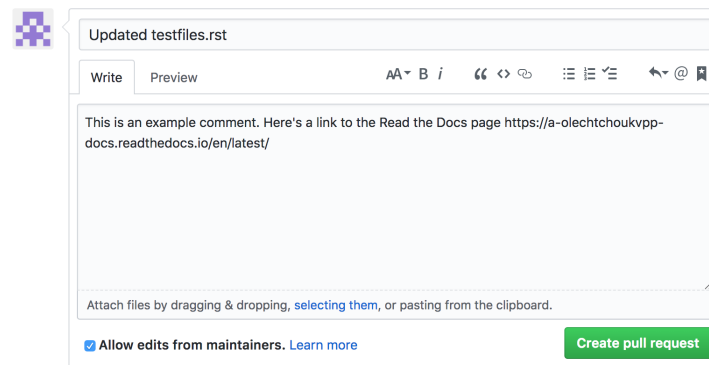 Updated testfiles.rst
Write Preview AA B i
This is an example comment. Here's a link to the Read the Docs page https://a-olechtchoukvpp-
docs.readthedocs.io/en/latest/
Attach files by dragging & dropping, selecting them, or pasting from the clipboard.
Allow edits from maintainers. Learn more
Create pull request